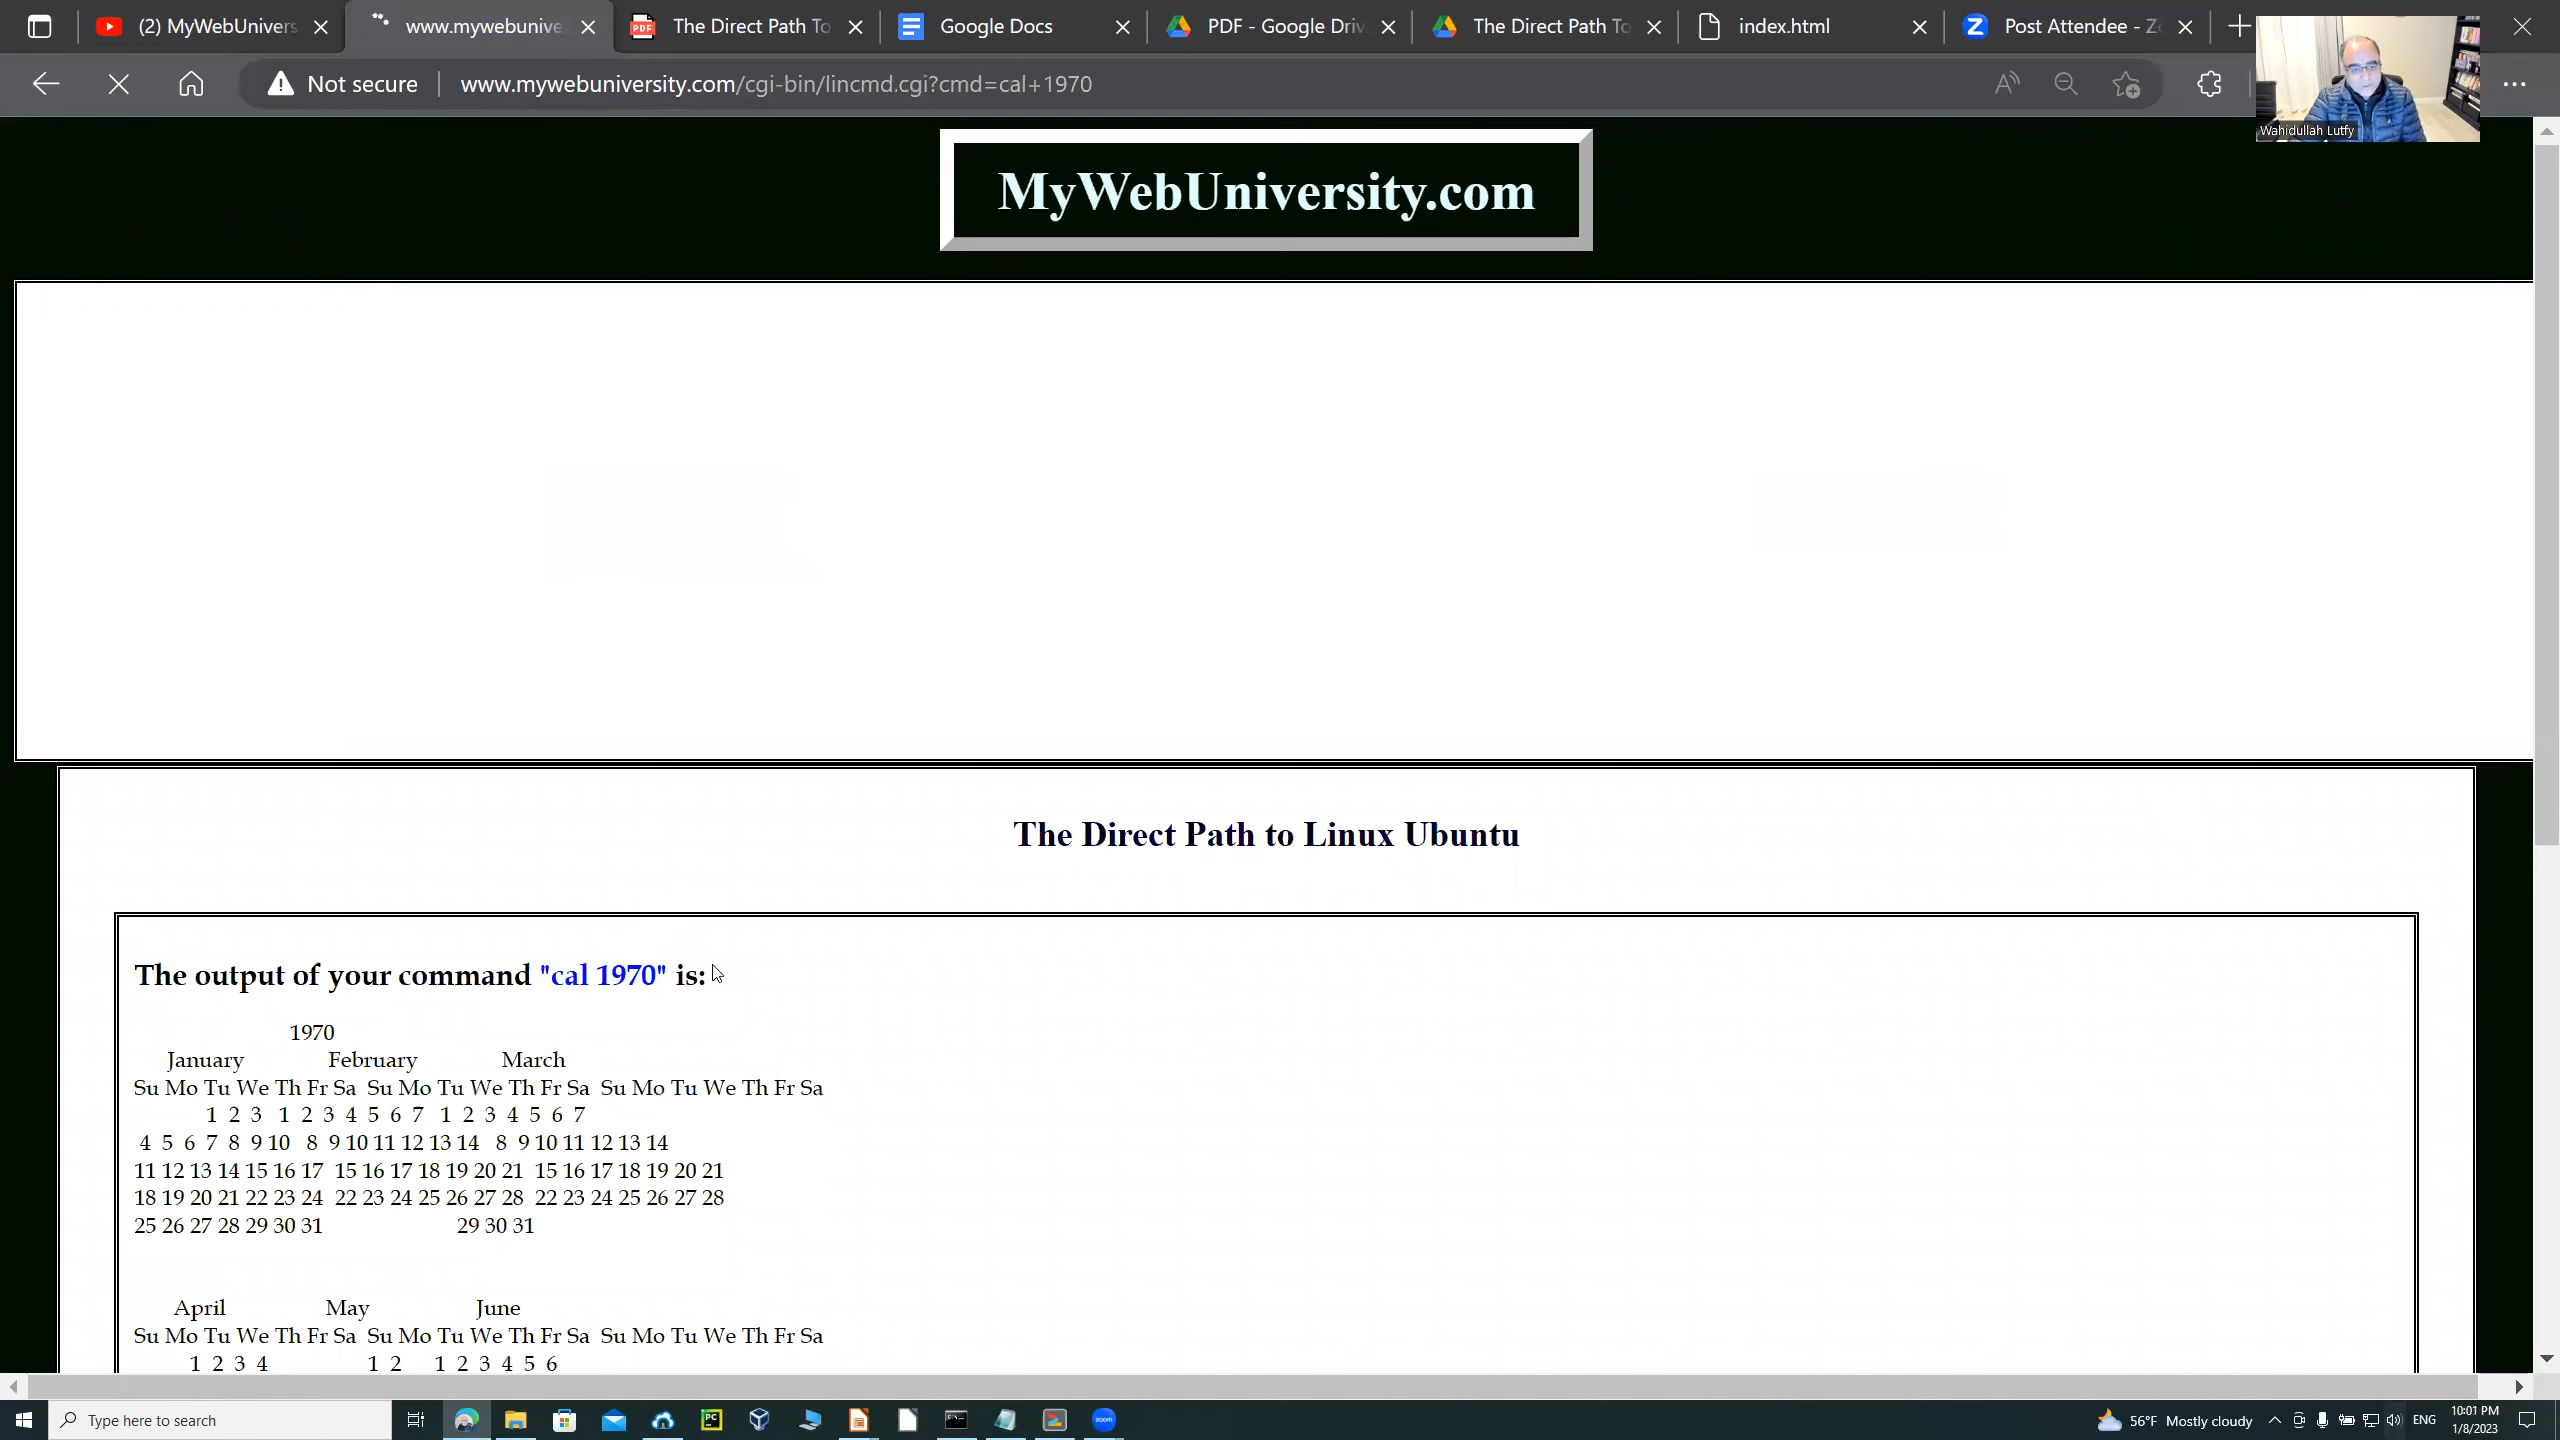 (2) MyWebUnivers
www.mywebunive
The Direct Path To
Google Docs
PDF - Google Driv
The Direct Path To
index.html
Post Attendee - Zo
Not secure
www.mywebuniversity.com/cgi-bin/lincmd.cgi?cmd=cal+1970
Wahidullah Lutfy
MyWebUniversity.com
The Direct Path to Linux Ubuntu
The output of your command "cal 1970" is:
1970
January February March
Su Mo Tu We Th Fr Sa Su Mo Tu We Th Fr Sa Su Mo Tu We Th Fr Sa
1 2 3 1 2 3 4 5 6 7 1 2 3 4 5 6 7
4 5 6 7 8 9 10 8 9 10 11 12 13 14 8 9 10 11 12 13 14
11 12 13 14 15 16 17 15 16 17 18 19 20 21 15 16 17 18 19 20 21
18 19 20 21 22 23 24 22 23 24 25 26 27 28 22 23 24 25 26 27 28
25 26 27 28 29 30 31 29 30 31
April May June
Su Mo Tu We Th Fr Sa Su Mo Tu We Th Fr Sa Su Mo Tu We Th Fr Sa
1 2 3 4 1 2 1 2 3 4 5 6
Type here to search
PC
zoom
56°F Mostly cloudy
ENG
10:01 PM
1/8/2023